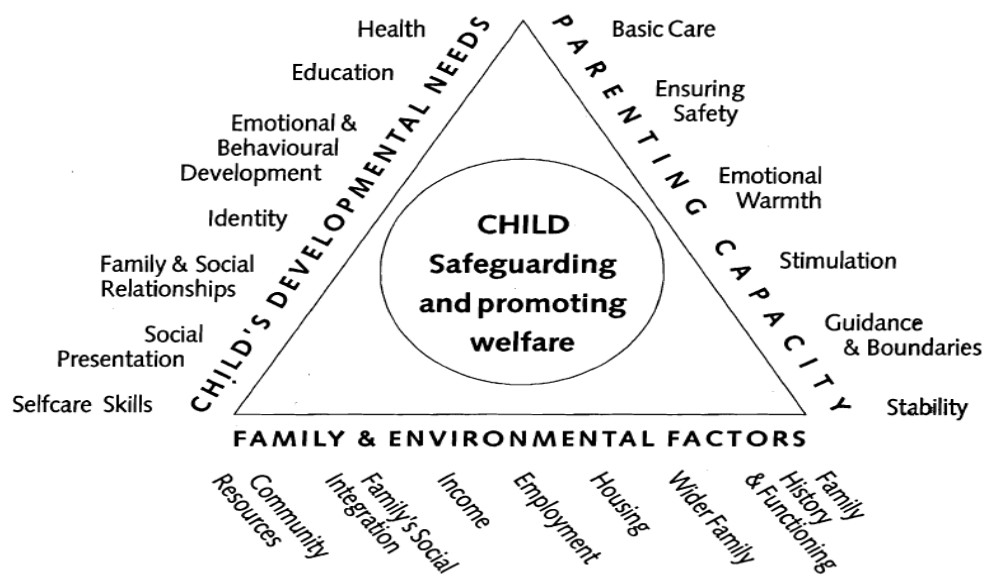 Health
Education
Emotional &
Behavioural
Development
Identity
Family & Social
Relationships
Social
Presentation
Selfcare Skills
CHILD'S DEVELOPMENTAL NEEDS
PARENTING CAPACITY
Basic Care
Ensuring
Safety
Emotional
Warmth
Stimulation
Guidance
& Boundaries
Stability
CHILD
Safeguarding
and promoting
welfare
FAMILY & ENVIRONMENTAL FACTORS
Community
Resources
Family's Social
Integration
Income
Employment
Housing
Wider Family
Family
History
& Functioning